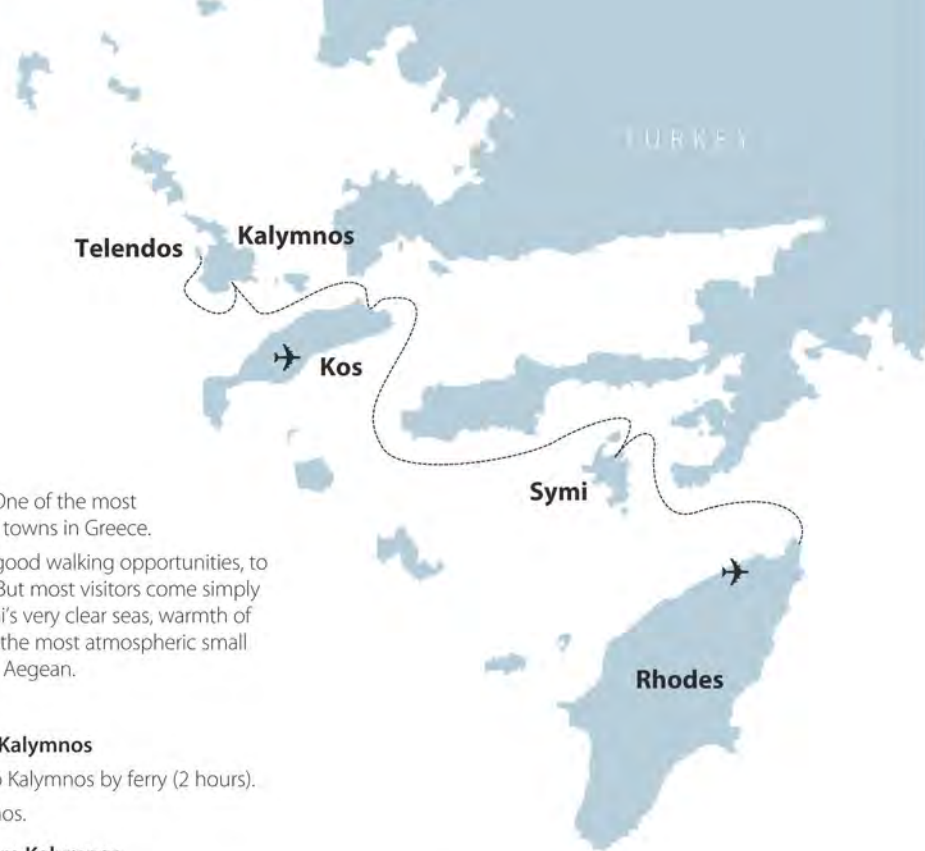 TURKEY
Kalymnos
Telendos
Kos
Symi
Rhodes
One of the most
towns in Greece.
good walking opportunities, to
But most visitors come simply
i's very clear seas, warmth of
the most atmospheric small
Aegean.
Kalymnos
Kalymnos by ferry (2 hours).